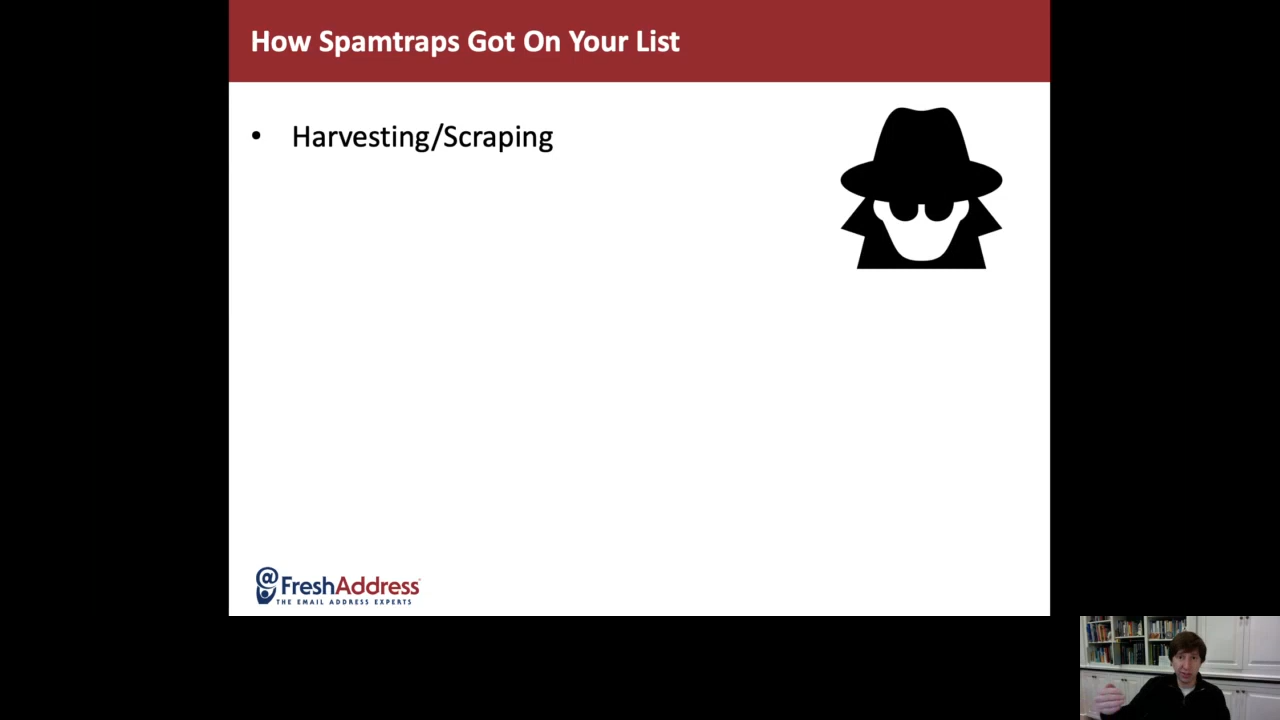 How Spamtraps Got On Your List
• Harvesting/Scraping
@FreshAddress
THE EMAIL ADDRESS EXPERTS